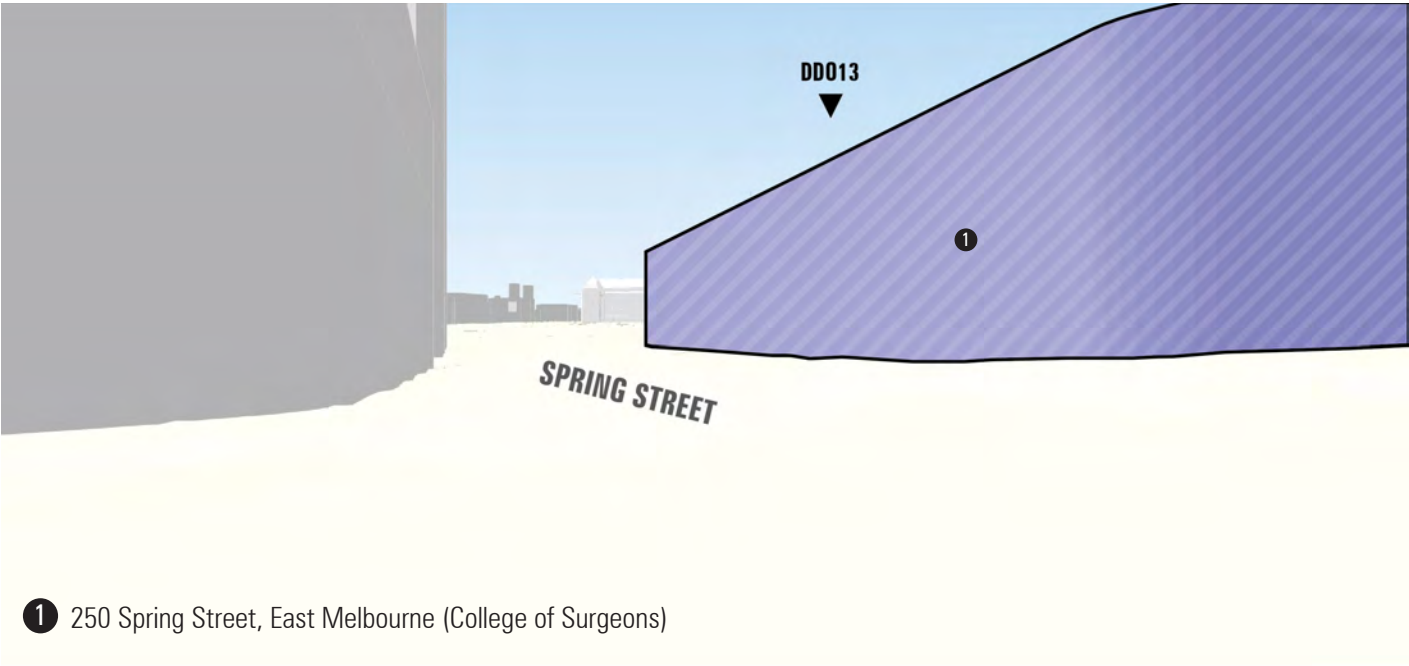 DDO13
1
SPRING STREET
1 250 Spring Street, East Melbourne (College of Surgeons)